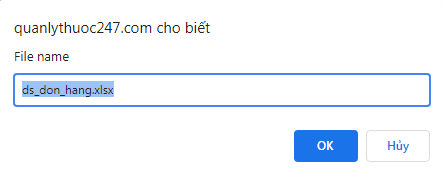 quanlythuoc247.com cho biết
File name
ds_don_hang.xlsx
OK
Hủy